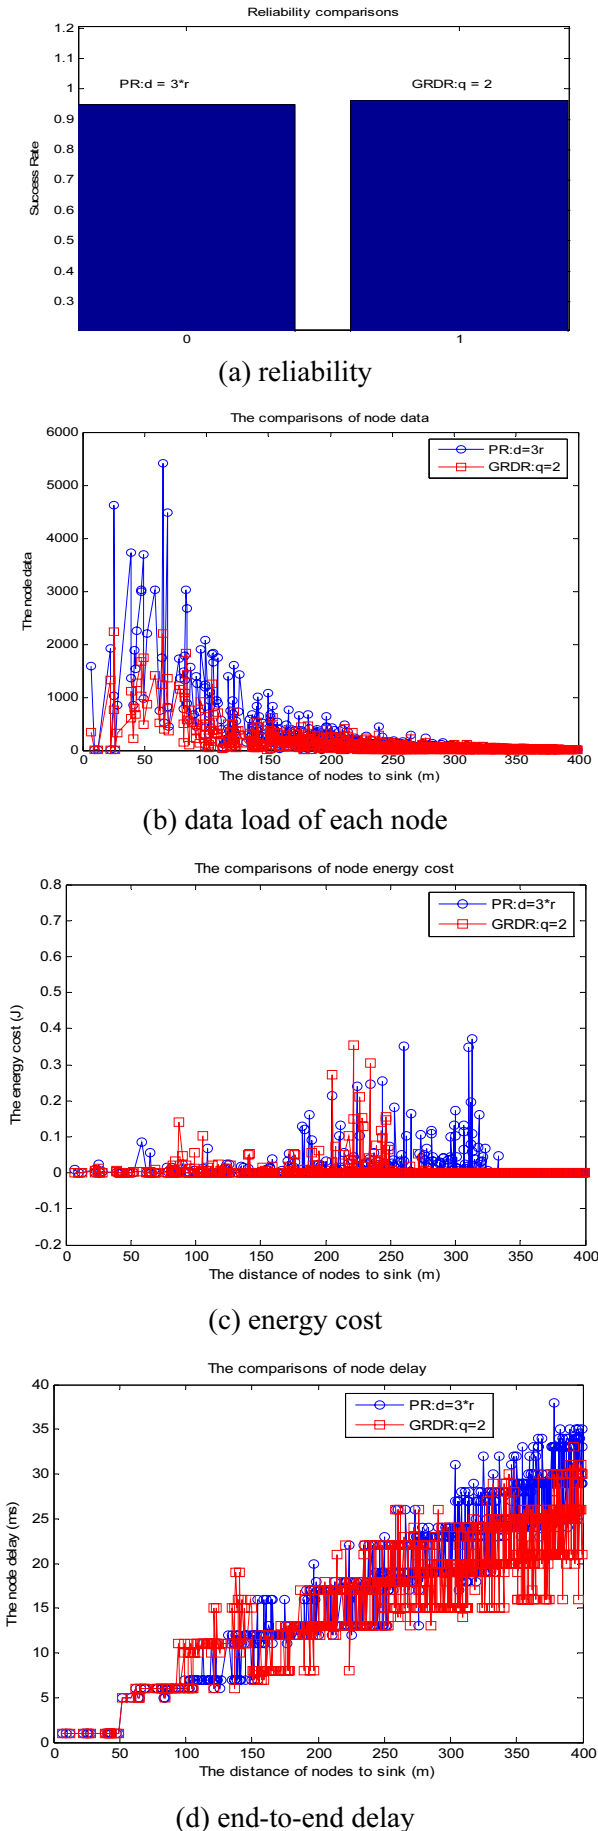 Reliability comparisons
1.2
1.1
1
0.9
0.8
0.7
0.6
0.5
0.4
0.3
Success Rate
PR:d = 3*r
GRDR:q = 2
0
1
(a) reliability
The comparisons of node data
6000
5000
4000
3000
2000
1000
0
The node data
PR:d=3r
GRDR:q=2
0 50 100 150 200 250 300 350 400
The distance of nodes to sink (m)
(b) data load of each node
The comparisons of node energy cost
0.8
0.7
0.6
0.5
0.4
0.3
0.2
0.1
0
-0.1
-0.2
The energy cost (J)
PR:d=3*r
GRDR:q=2
0 50 100 150 200 250 300 350 400
The distance of nodes to sink (m)
(c) energy cost
The comparisons of node delay
40
35
30
25
20
15
10
5
0
The node delay (ms)
PR:d=3*r
GRDR:q=2
0 50 100 150 200 250 300 350 400
The distance of nodes to sink (m)
(d) end-to-end delay